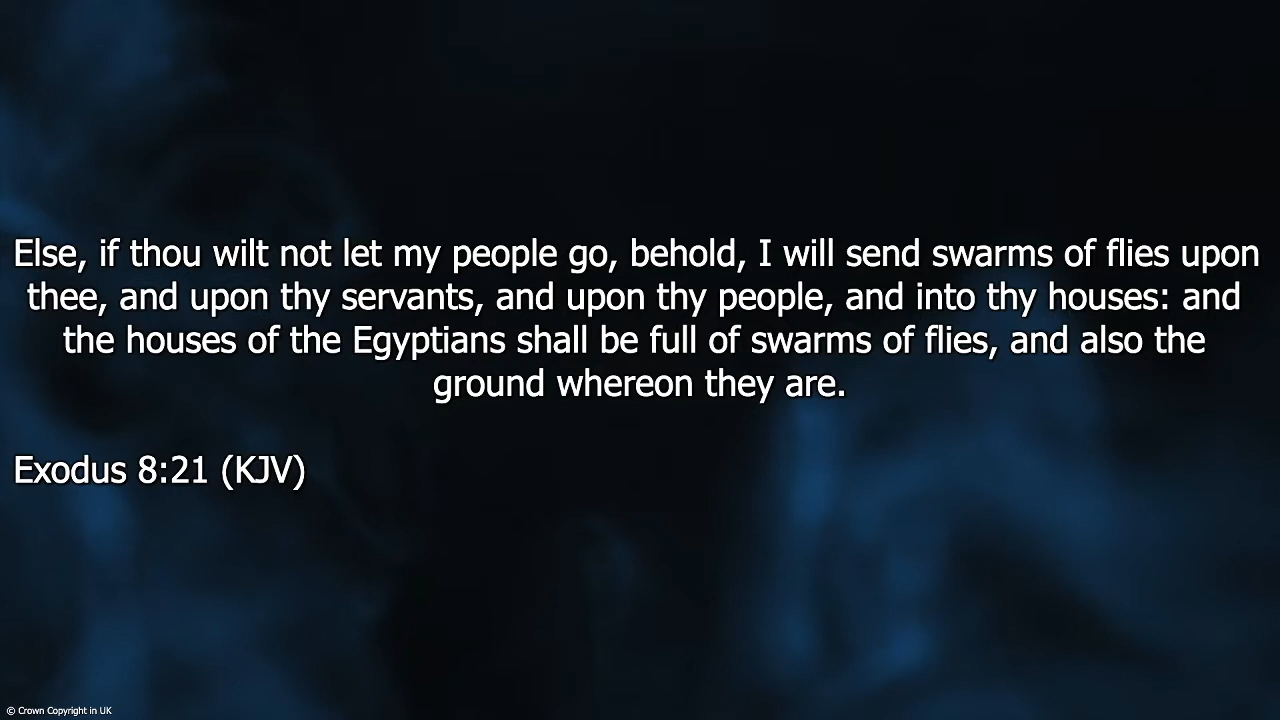 Else, if thou wilt not let my people go, behold, I will send swarms of flies upon
thee, and upon thy servants, and upon thy people, and into thy houses: and
the houses of the Egyptians shall be full of swarms of flies, and also the
ground whereon they are.
Exodus 8:21 (KJV)
© Crown Copyright in UK